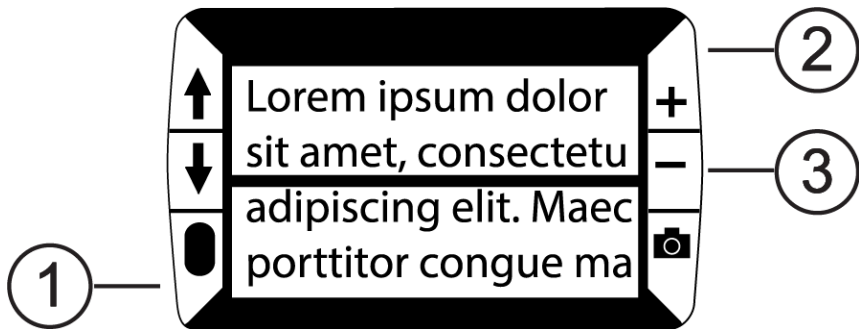 2
+
Lorem ipsum dolor
sit amet, consectetu
−
3
adipiscing elit. Maec
porttitor congue ma
1